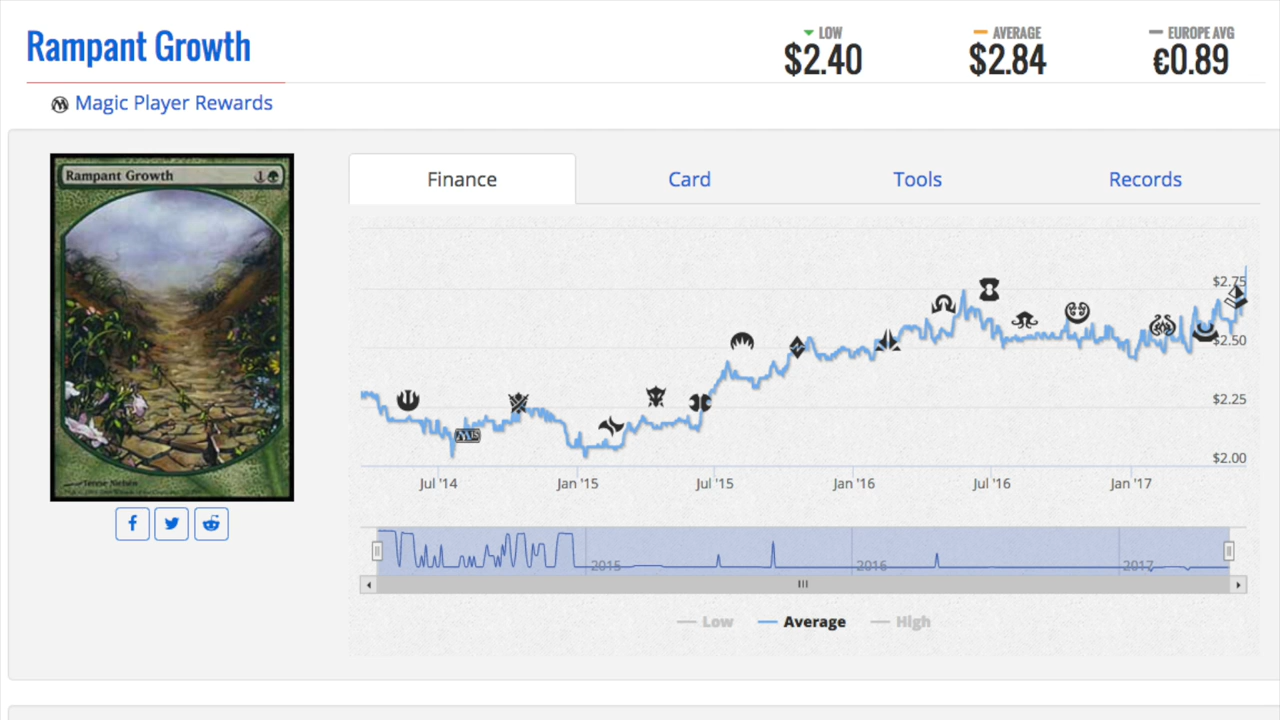 Rampant Growth
LOW
AVERAGE
EUROPE AVG
$2.40
$2.84
€0.89
Magic Player Rewards
Rampant Growth
1
Finance
Card
Tools
Records
$2.75
$2.50
$2.25
$2.00
M15
Jul '14
Jan '15
Jul '15
Jan '16
Jul '16
Jan '17
2015
2016
2017
Low
Average
High